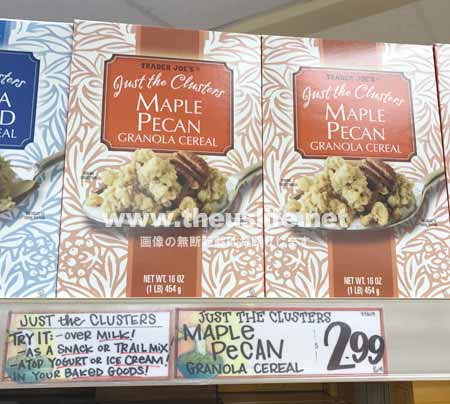 Clusters
CEREAL
TRADER JOE'S
Just the Clusters
MAPLE
PECAN
GRANOLA CEREAL
NET WT. 16 OZ
(1 LB) 454 g
TRADER JOE'S
Just the Clusters
MAPLE
PECAN
GRANOLA CEREAL
NET WT. 16 OZ
(1 LB) 454 g
www.theusite.net
JUST the CLUSTERS
TRY IT: - OVER MILK!
- AS A SNACK OR TRAIL MIX
- ATOP YOGURT OR ICE CREAM!
IN YOUR BAKED GOODS!
JUST THE CLUSTERS
MAPLE
PECAN
GRANOLA CEREAL
$2.99